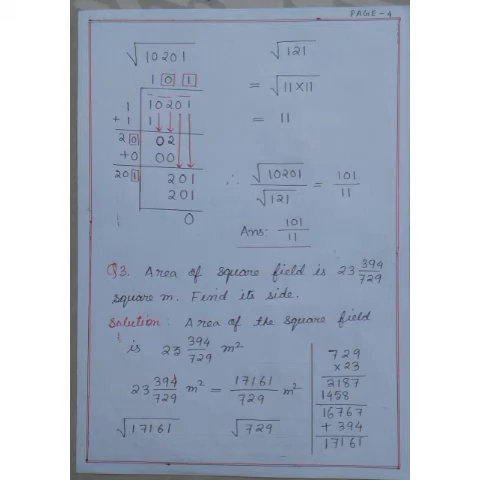 PAGE-4
√10201
1 0 1
1 10201
+1 1
20 02
+0 00
201 201
201
0
√121
= √11×11
= 11
∴ √10201 / √121 = 101/11
Ans: 101/11
Q3. Area of square field is 23 394/729
square m. Find its side.
Solution: Area of the square field
is 23 394/729 m²
23 394/729 m² = 17161/729 m²
√17161 √729
729
×23
2187
1458
16767
+ 394
17161